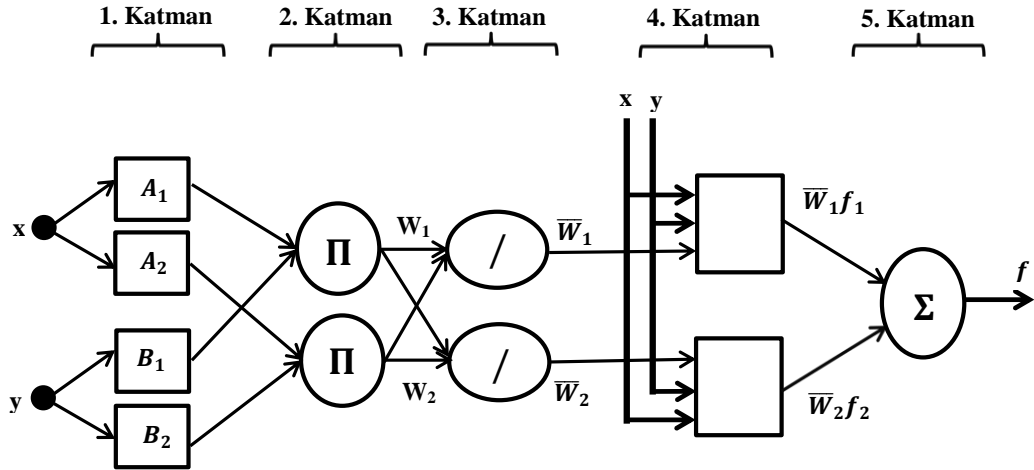 1. Katman 2. Katman 3. Katman 4. Katman 5. Katman
x y
A₁
x
A₂
B₁
y
B₂
Π
Π
W₁
W₂
/
/
W̅₁
W̅₂
W̅₁f₁
W̅₂f₂
Σ
f